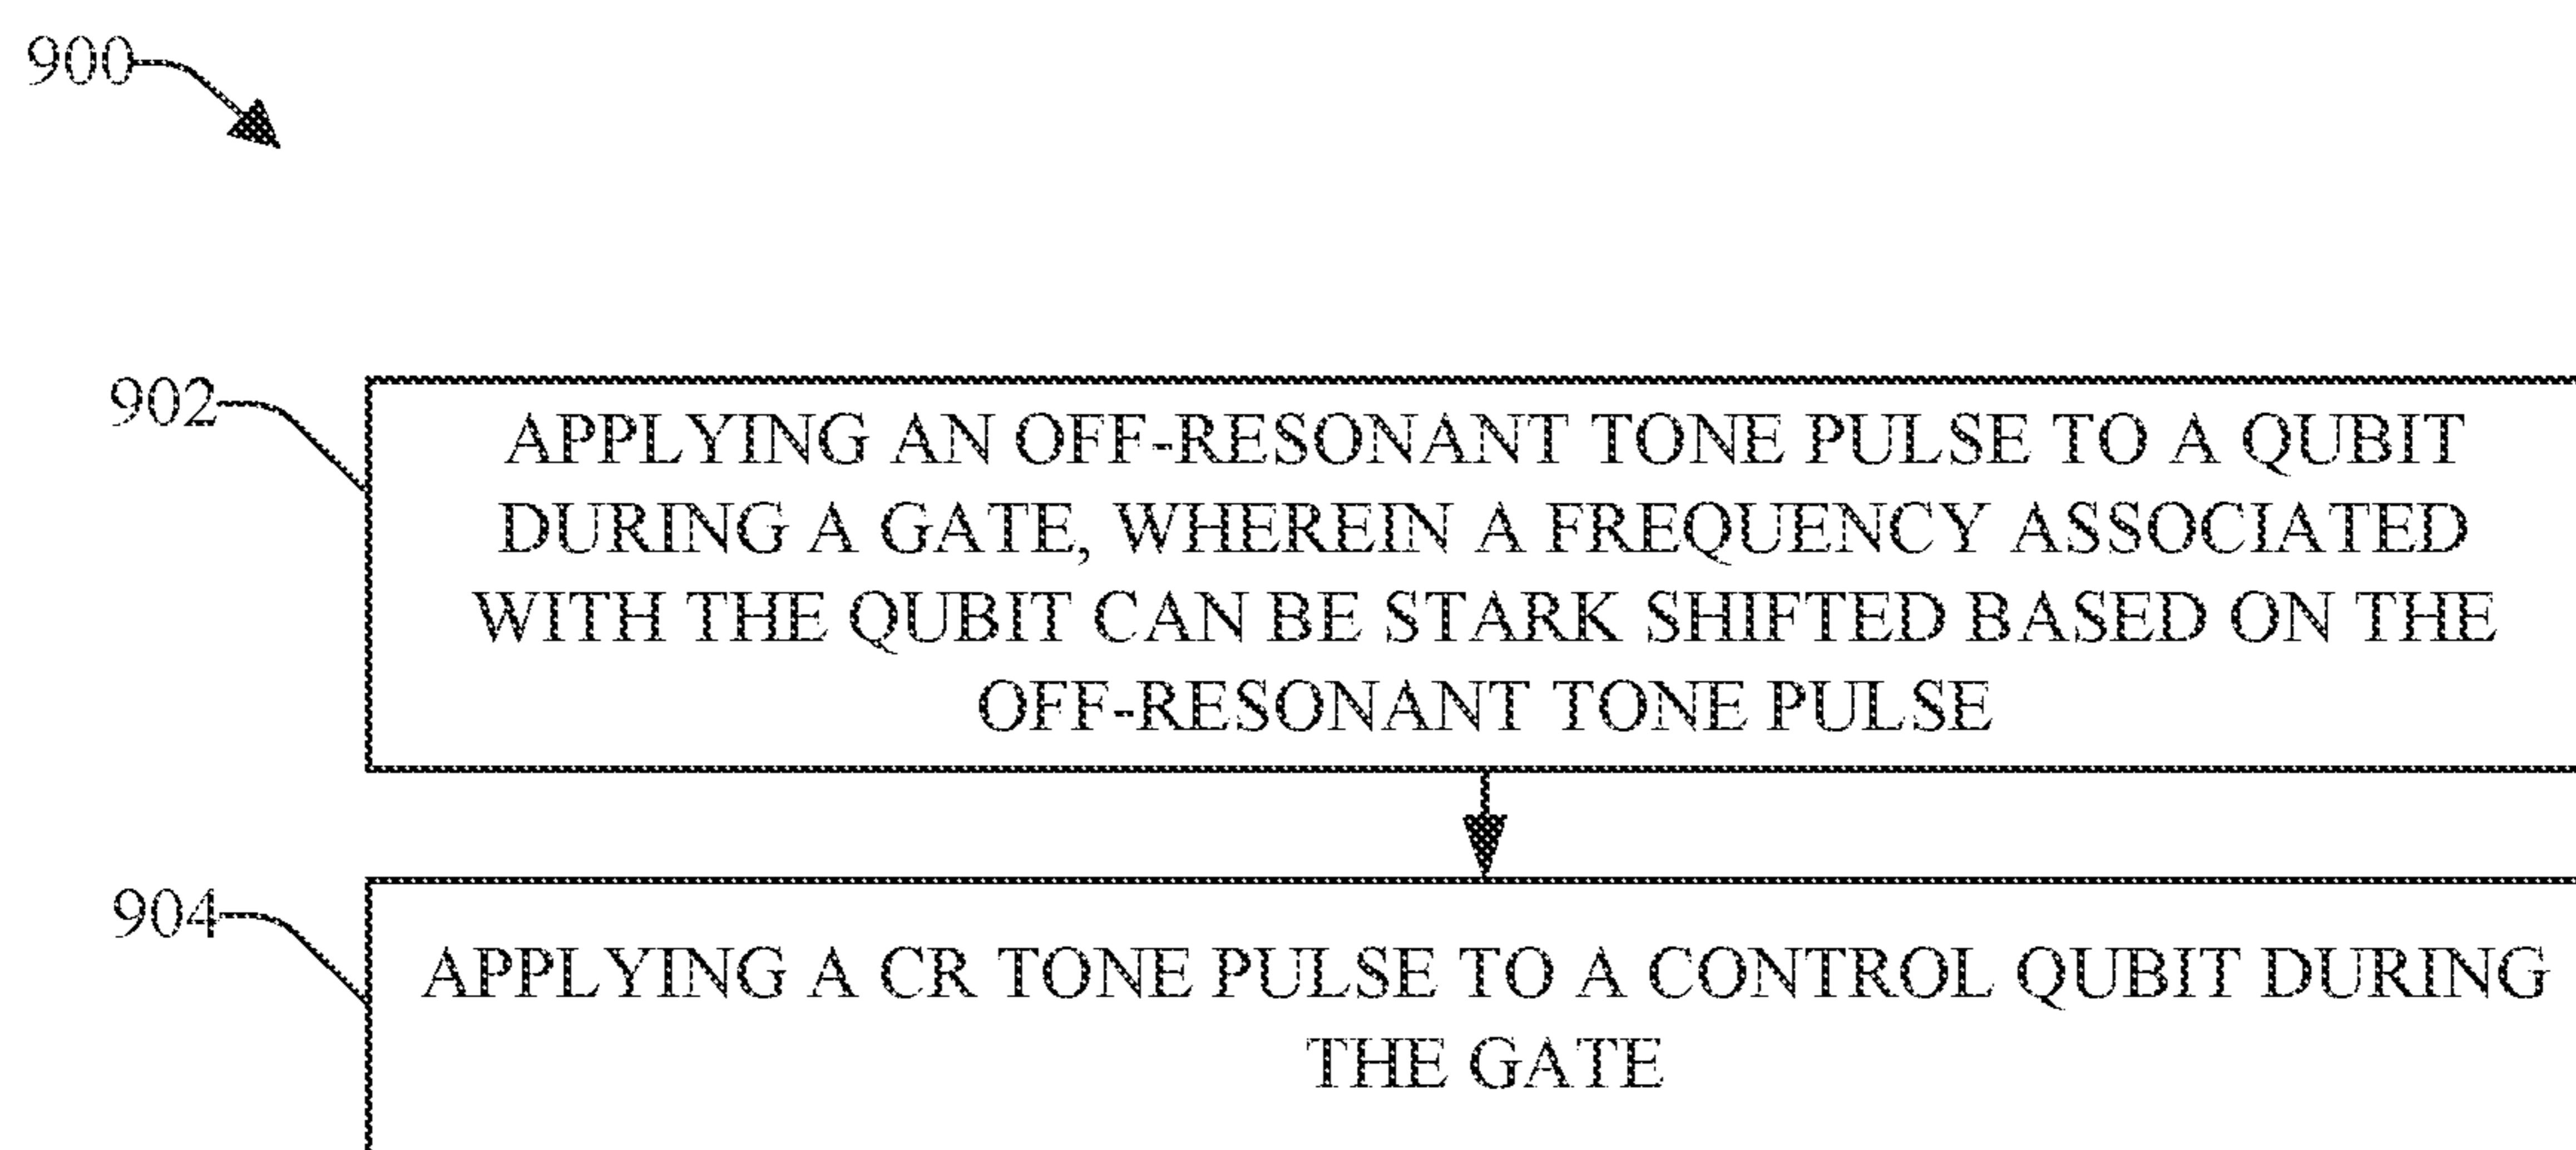 900
902
APPLYING AN OFF-RESONANT TONE PULSE TO A QUBIT
DURING A GATE, WHEREIN A FREQUENCY ASSOCIATED
WITH THE QUBIT CAN BE STARK SHIFTED BASED ON THE
OFF-RESONANT TONE PULSE
904
APPLYING A CR TONE PULSE TO A CONTROL QUBIT DURING
THE GATE